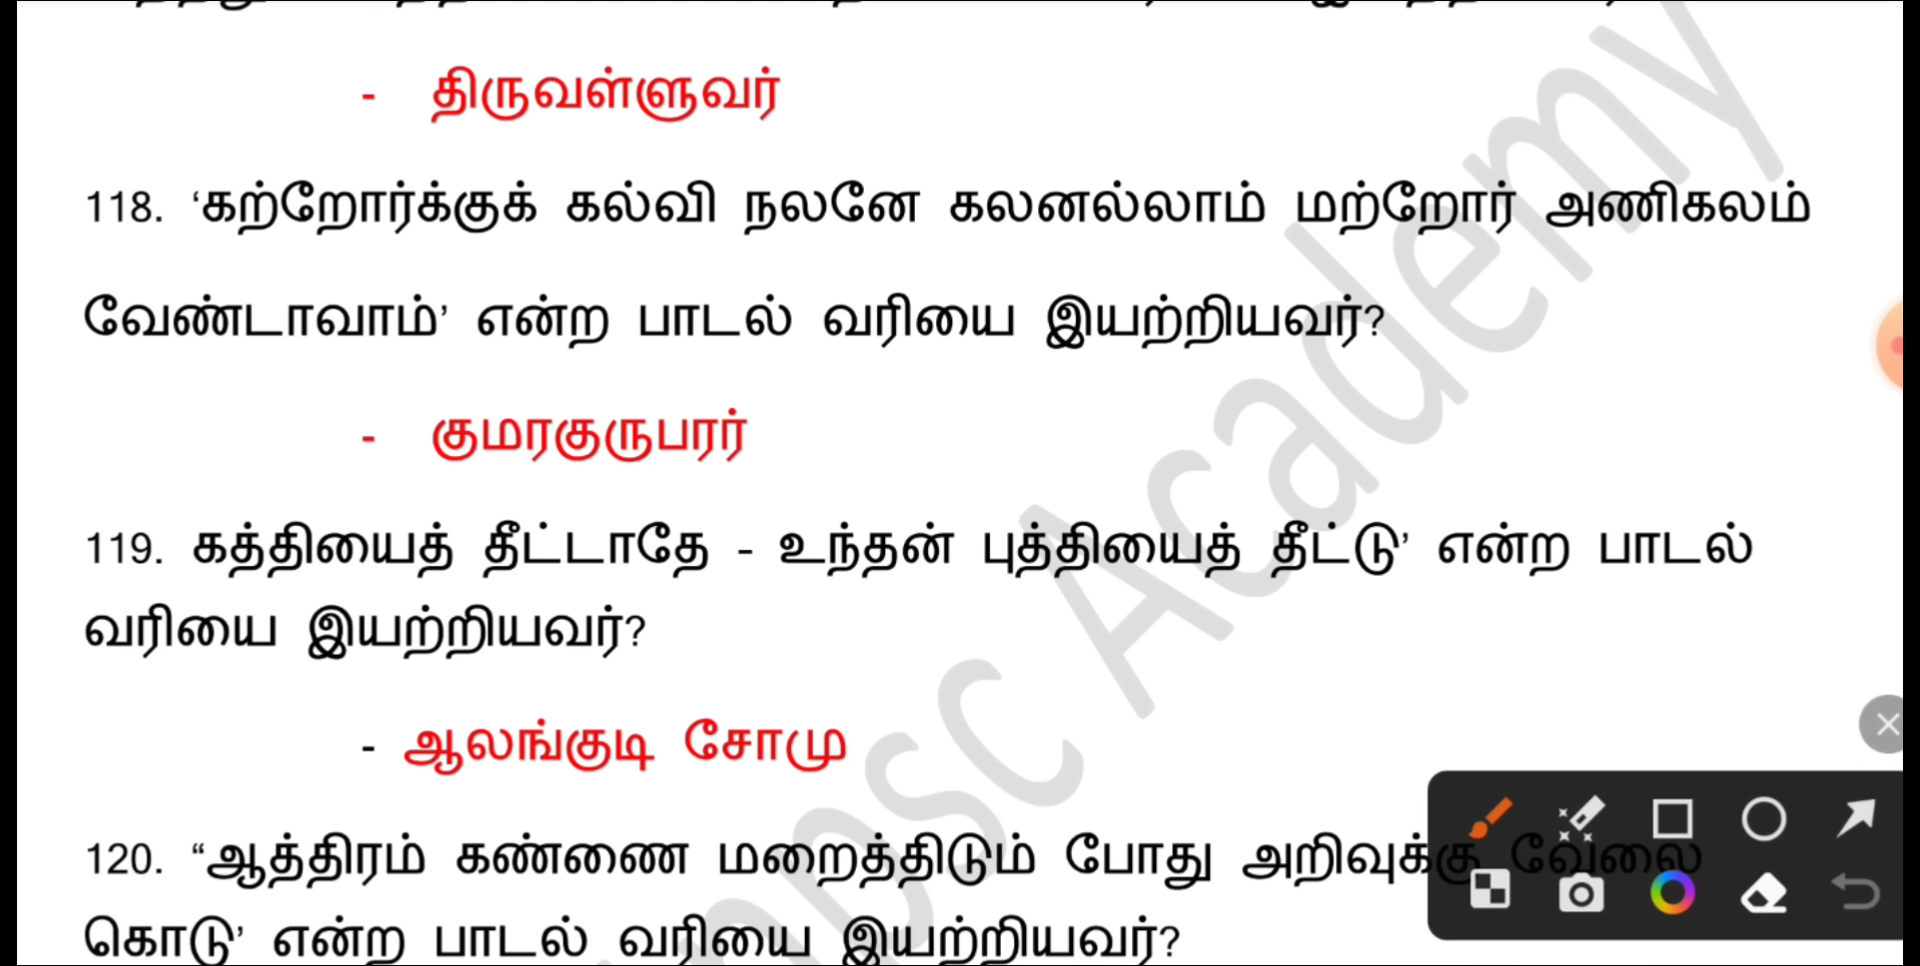 - திருவள்ளுவர்
118. ‘கற்றோர்க்குக் கல்வி நலனே கலனல்லாம் மற்றோர் அணிகலம்
வேண்டாவாம்’ என்ற பாடல் வரியை இயற்றியவர்?
- குமரகுருபரர்
119. கத்தியைத் தீட்டாதே - உந்தன் புத்தியைத் தீட்டு’ என்ற பாடல்
வரியை இயற்றியவர்?
- ஆலங்குடி சோமு
120. “ஆத்திரம் கண்ணை மறைத்திடும் போது அறிவுக்கு வேலை
கொடு’ என்ற பாடல் வரியை இயற்றியவர்?
psc Academy